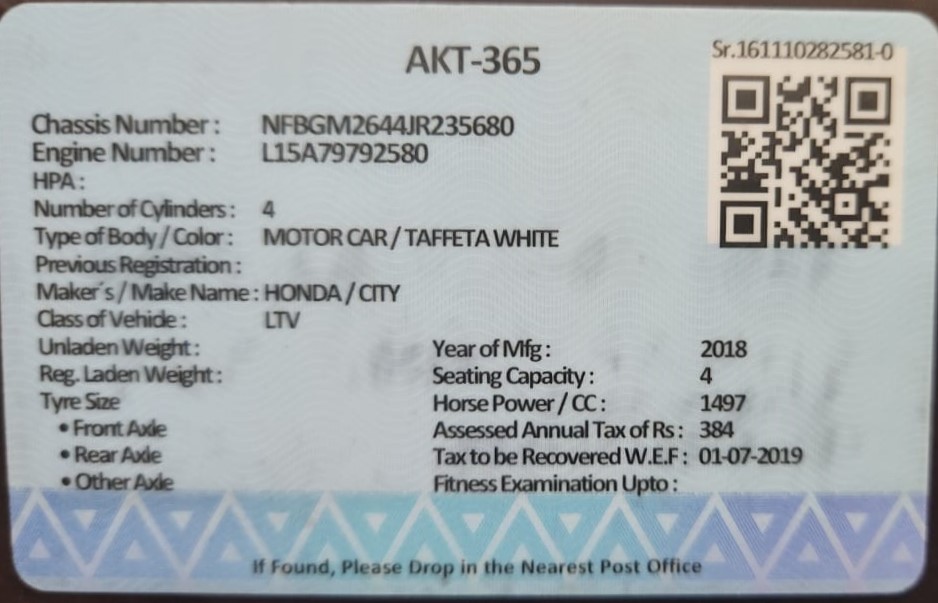 AKT-365
Sr.161110282581-0
Chassis Number : NFBGM2644JR235680
Engine Number : L15A79792580
HPA :
Number of Cylinders : 4
Type of Body / Color : MOTOR CAR / TAFFETA WHITE
Previous Registration :
Maker's / Make Name : HONDA / CITY
Class of Vehicle : LTV
Unladen Weight :
Reg. Laden Weight :
Tyre Size
• Front Axle
• Rear Axle
• Other Axle
Year of Mfg : 2018
Seating Capacity : 4
Horse Power / CC : 1497
Assessed Annual Tax of Rs : 384
Tax to be Recovered W.E.F : 01-07-2019
Fitness Examination Upto :
If Found, Please Drop in the Nearest Post Office